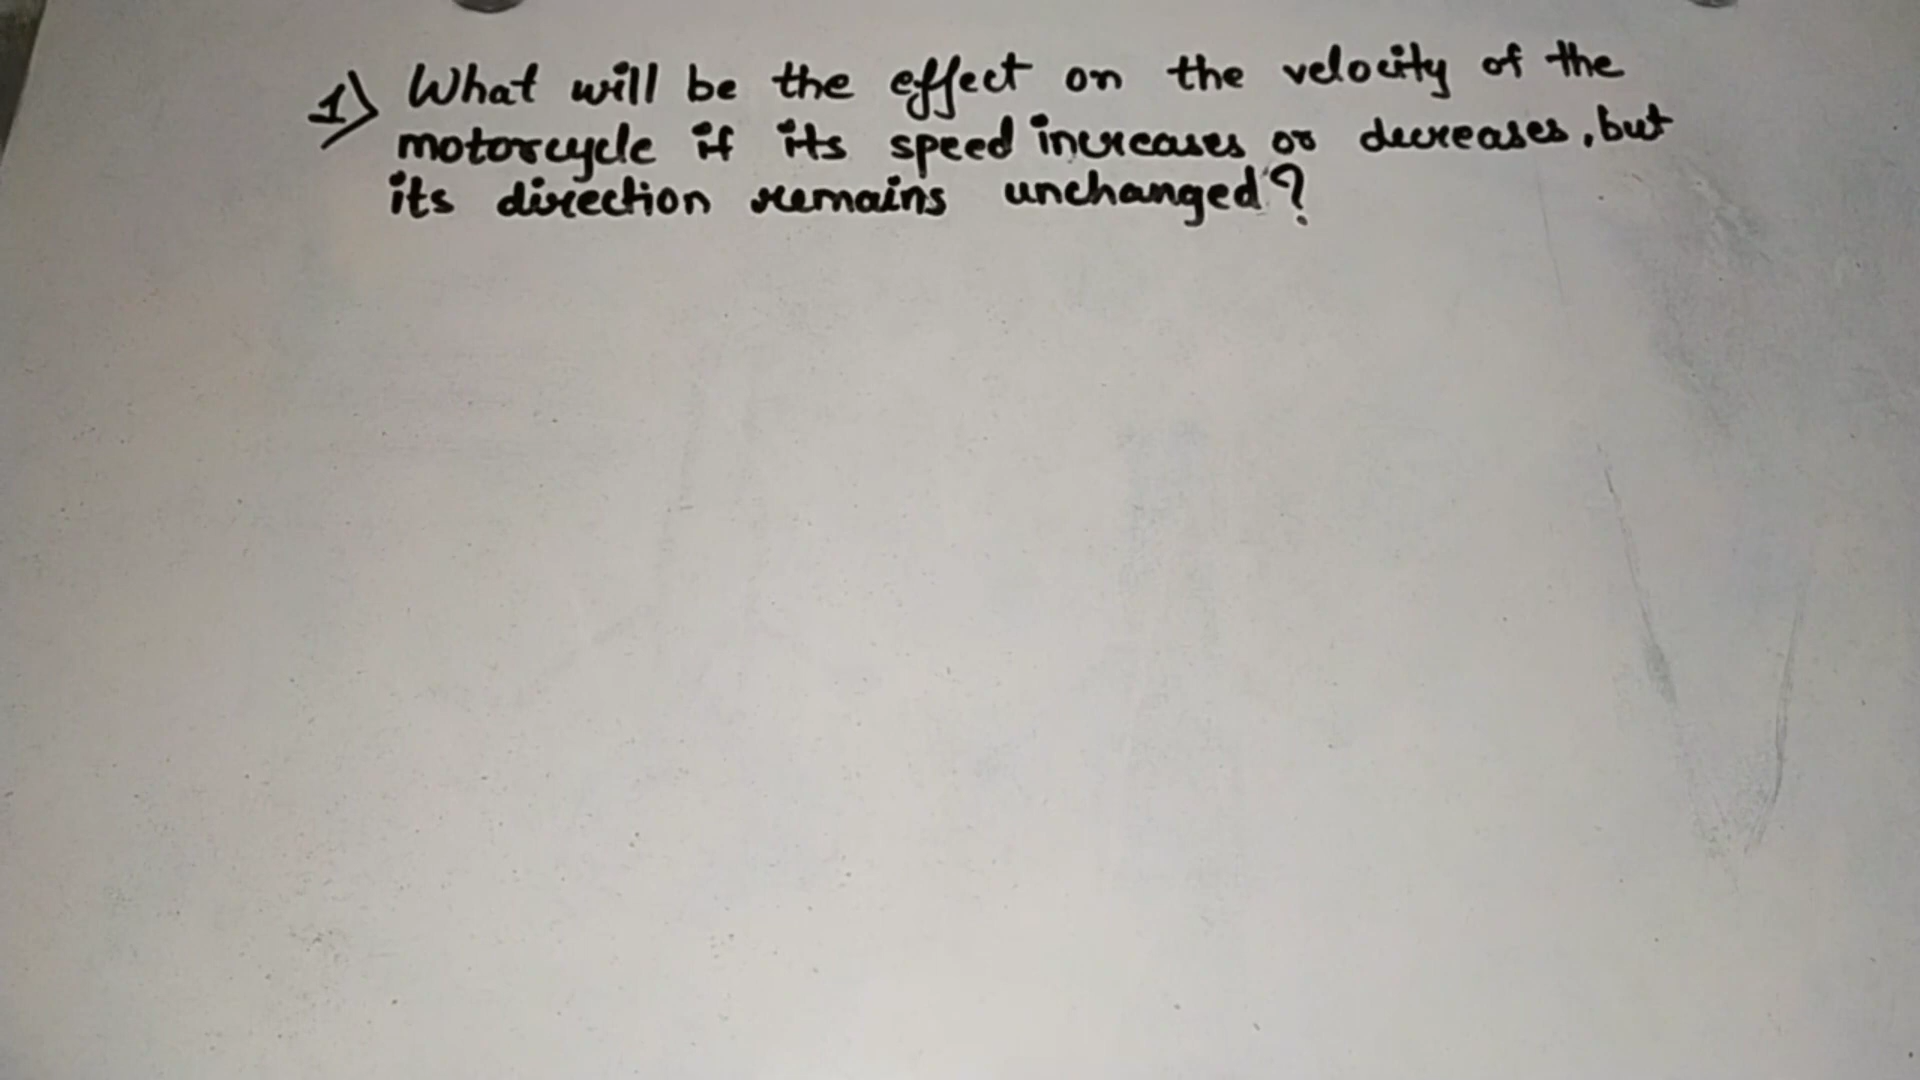 1) What will be the effect on the velocity of the
motorcycle if its speed increases or decreases, but
its direction remains unchanged?